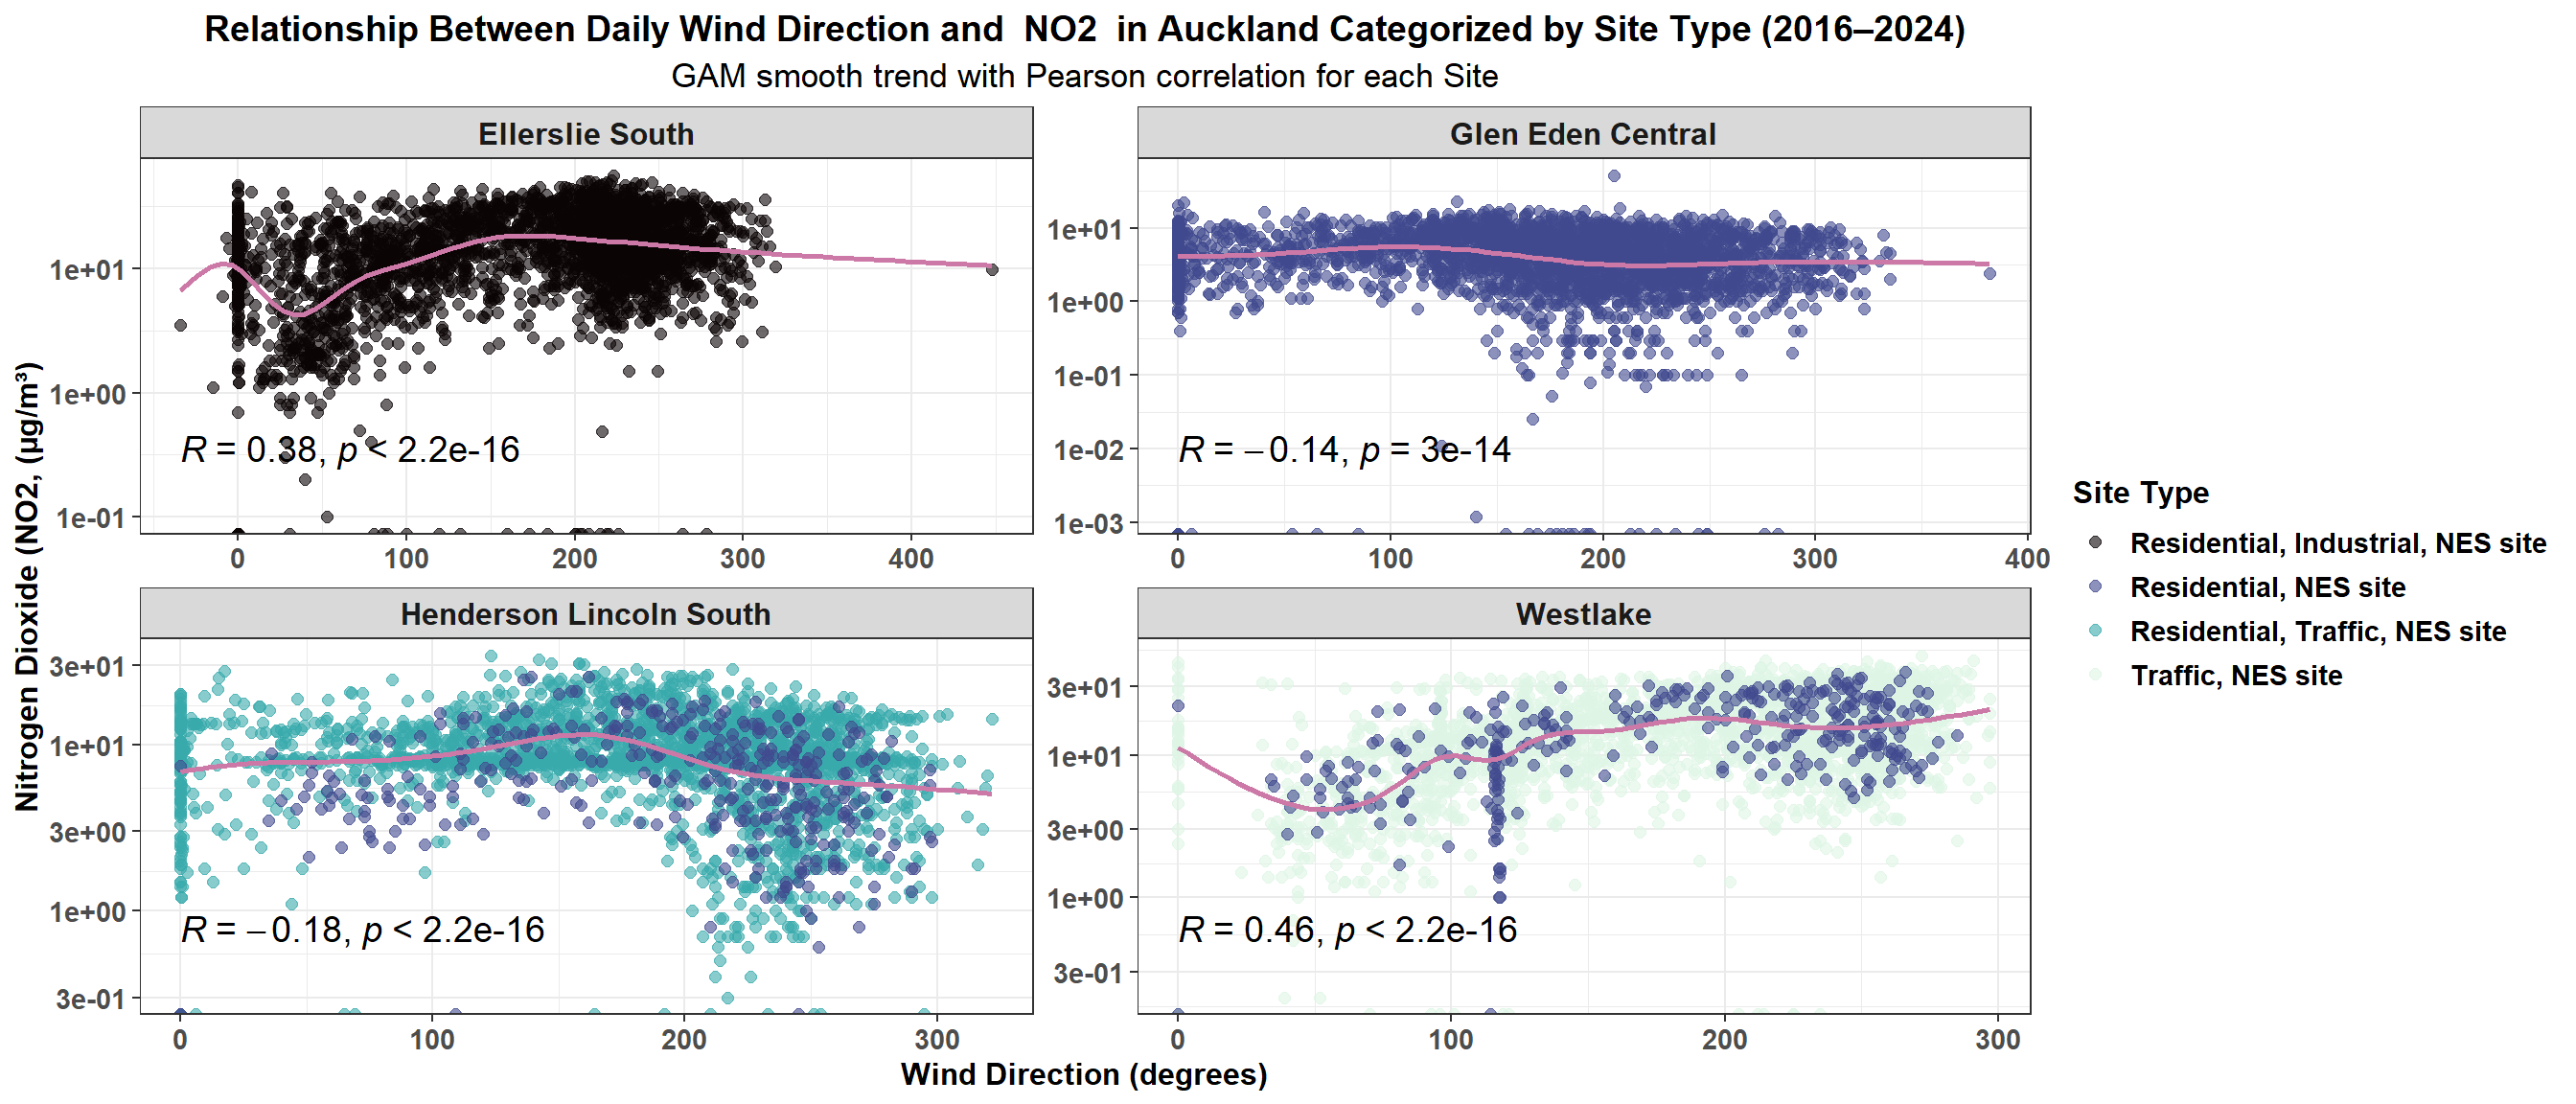 Relationship Between Daily Wind Direction and  NO2  in Auckland Categorized by Site Type (2016–2024)
GAM smooth trend with Pearson correlation for each Site
Nitrogen Dioxide (NO2, (µg/m³)
Ellerslie South
1e+01
1e+00
1e-01
R = 0.38, p < 2.2e-16
0 100 200 300 400
Glen Eden Central
1e+01
1e+00
1e-01
1e-02
1e-03
R = −0.14, p = 3e-14
0 100 200 300 400
Henderson Lincoln South
3e+01
1e+01
3e+00
1e+00
3e-01
R = −0.18, p < 2.2e-16
0 100 200 300
Westlake
3e+01
1e+01
3e+00
1e+00
3e-01
R = 0.46, p < 2.2e-16
0 100 200 300
Wind Direction (degrees)
Site Type
Residential, Industrial, NES site
Residential, NES site
Residential, Traffic, NES site
Traffic, NES site